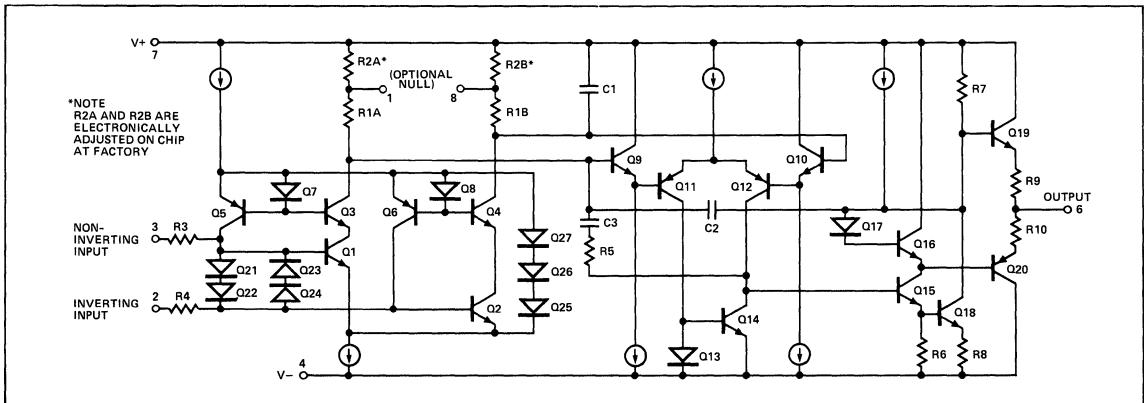 V+
7
R2A*
(OPTIONAL
NULL)
R2B*
1
8
R1A
R1B
C1
*NOTE
R2A AND R2B ARE
ELECTRONICALLY
ADJUSTED ON CHIP
AT FACTORY
R7
Q19
Q9
Q10
Q11
Q12
Q7
Q8
Q5
Q3
Q6
Q4
R9
OUTPUT
6
R10
NON-
INVERTING
INPUT
3
R3
C3
C2
Q17
Q16
Q27
R5
Q1
Q21
Q23
Q26
Q20
Q22
Q24
Q25
Q15
Q18
INVERTING
INPUT
2
R4
Q2
Q14
Q13
R6
R8
V–
4